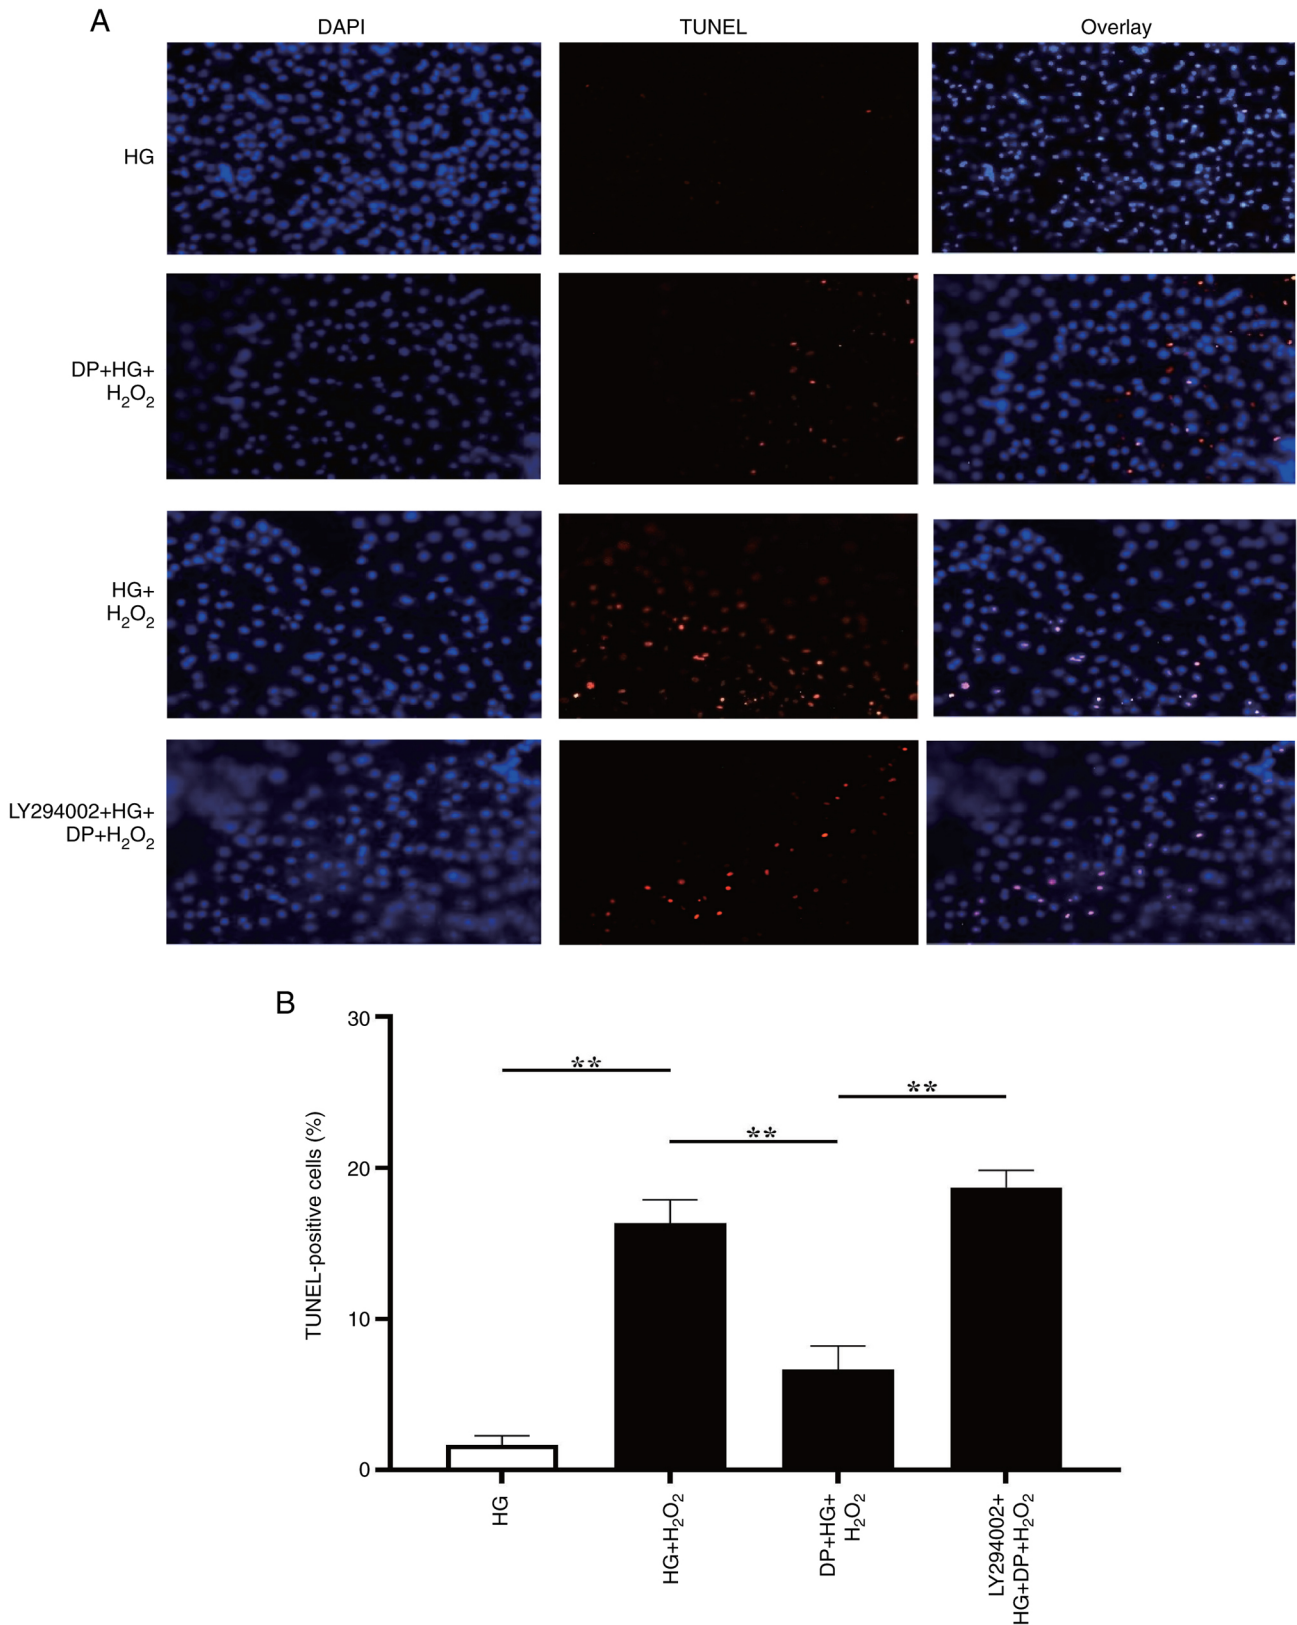 A
DAPI
TUNEL
Overlay
HG
DP+HG+
H₂O₂
HG+
H₂O₂
LY294002+HG+
DP+H₂O₂
B
30
20
10
0
TUNEL-positive cells (%)
**
**
**
HG
HG+H₂O₂
DP+HG+
H₂O₂
LY294002+
HG+DP+H₂O₂